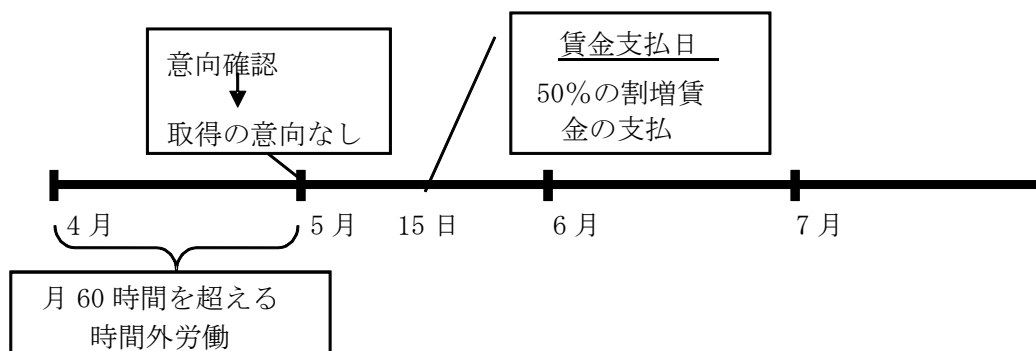 意向確認
取得の意向なし
賃金支払日
50%の割増賃
金の支払
4月
5月
15日
6月
7月
月60時間を超える
時間外労働